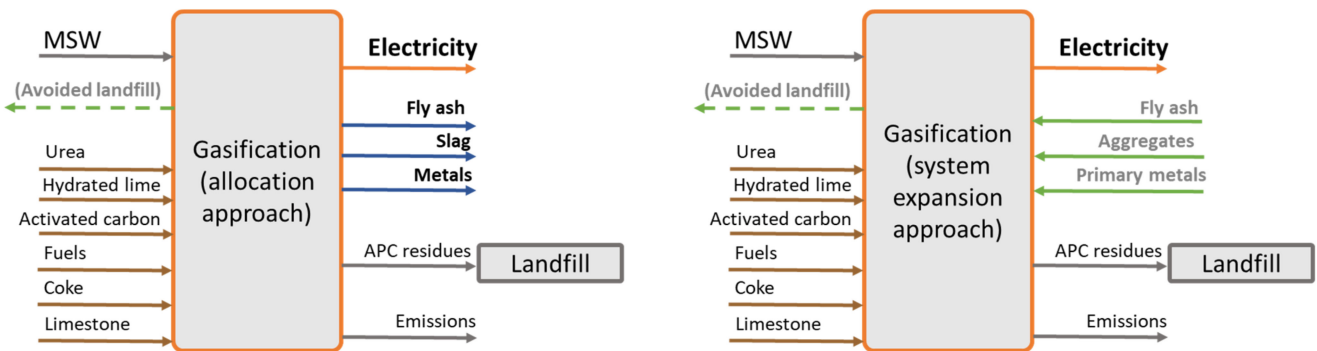 MSW
Electricity
(Avoided landfill)
Fly ash
Slag
Urea
Metals
Hydrated lime
Activated carbon
Fuels
Coke
Limestone
Gasification
(allocation
approach)
APC residues
Landfill
Emissions
MSW
Electricity
(Avoided landfill)
Fly ash
Aggregates
Urea
Primary metals
Hydrated lime
Activated carbon
Fuels
Coke
Limestone
Gasification
(system
expansion
approach)
APC residues
Landfill
Emissions